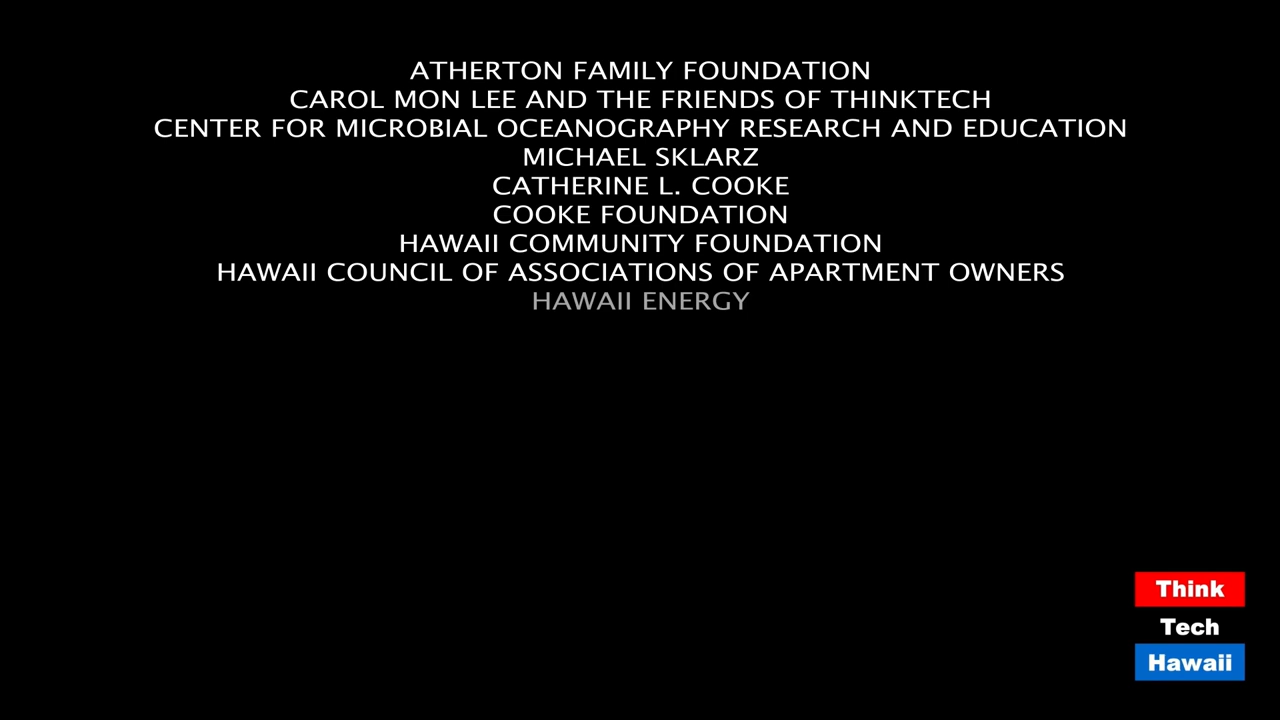 ATHERTON FAMILY FOUNDATION
CAROL MON LEE AND THE FRIENDS OF THINKTECH
CENTER FOR MICROBIAL OCEANOGRAPHY RESEARCH AND EDUCATION
MICHAEL SKLARZ
CATHERINE L. COOKE
COOKE FOUNDATION
HAWAII COMMUNITY FOUNDATION
HAWAII COUNCIL OF ASSOCIATIONS OF APARTMENT OWNERS
HAWAII ENERGY
Think
Tech
Hawaii